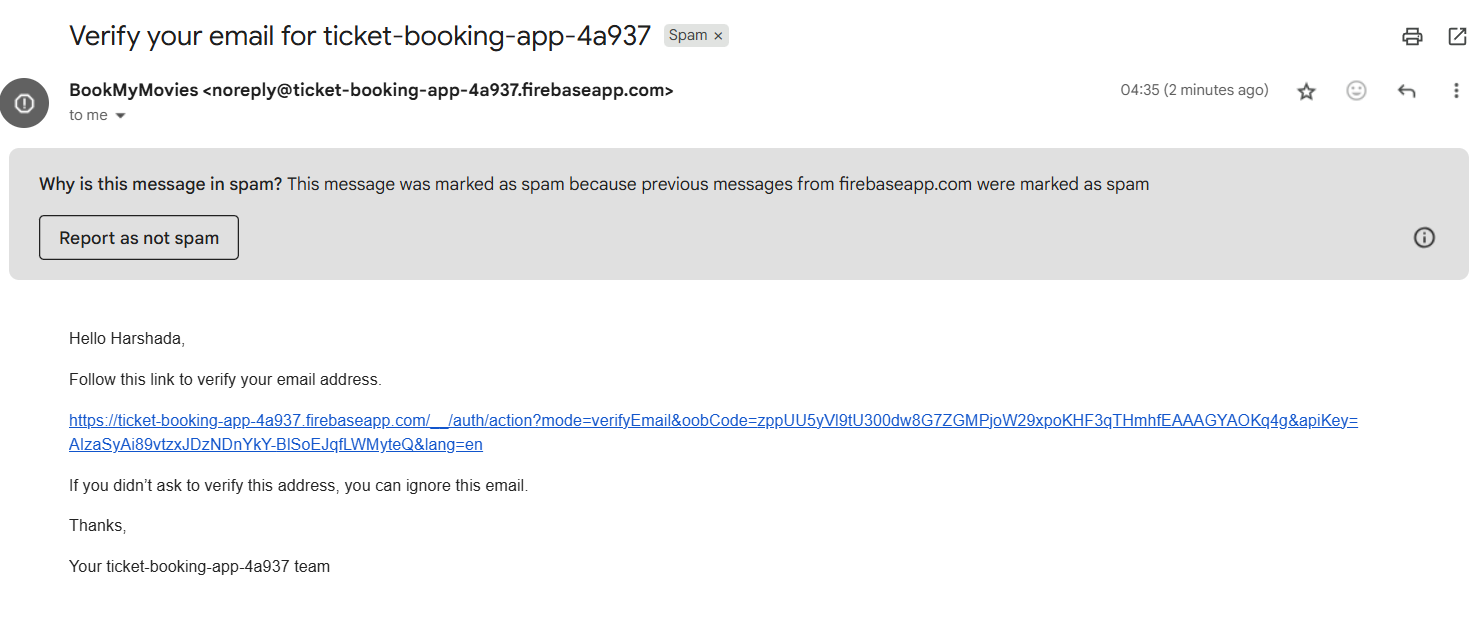 Verify your email for ticket-booking-app-4a937 Spam ×
BookMyMovies <noreply@ticket-booking-app-4a937.firebaseapp.com> 04:35 (2 minutes ago)
to me
Why is this message in spam? This message was marked as spam because previous messages from firebaseapp.com were marked as spam
Report as not spam
Hello Harshada,
Follow this link to verify your email address.
https://ticket-booking-app-4a937.firebaseapp.com/__/auth/action?mode=verifyEmail&oobCode=zppUU5yVl9tU300dw8G7ZGMPjoW29xpoKHF3qTHmhfEAAAGYAOKq4g&apiKey=
AIzaSyAi89vtzxJDzNDnYkY-BlSoEJqfLWMyteQ&lang=en
If you didn’t ask to verify this address, you can ignore this email.
Thanks,
Your ticket-booking-app-4a937 team